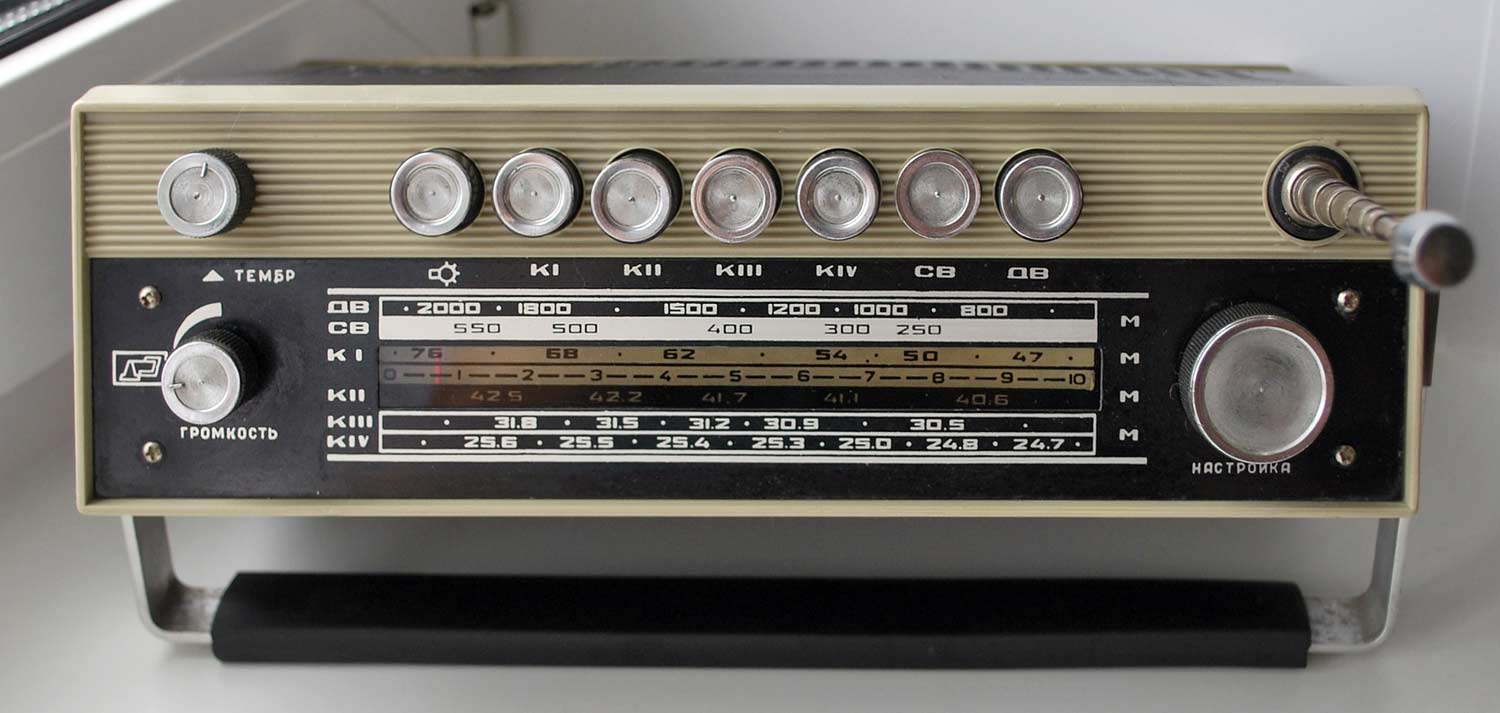 ТЕМБР
КI КII КIII КIV СВ ДВ
ДВ · 2000 · 1800 · 1500 · 1200 · 1000 · 800 ·
СВ 550 500 400 300 250 М
КI · 76 · 68 · 62 · 54 · 50 · 47 · М
0 — 1 — 2 — 3 — 4 — 5 — 6 — 7 — 8 — 9 — 10
КII 42.5 42.2 41.7 41.1 40.6 М
КIII · 31.8 · 31.5 · 31.2 · 30.9 · 30.5 ·
КIV · 25.6 · 25.5 · 25.4 · 25.3 · 25.0 · 24.8 · 24.7 · М
ГРОМКОСТЬ
НАСТРОЙКА